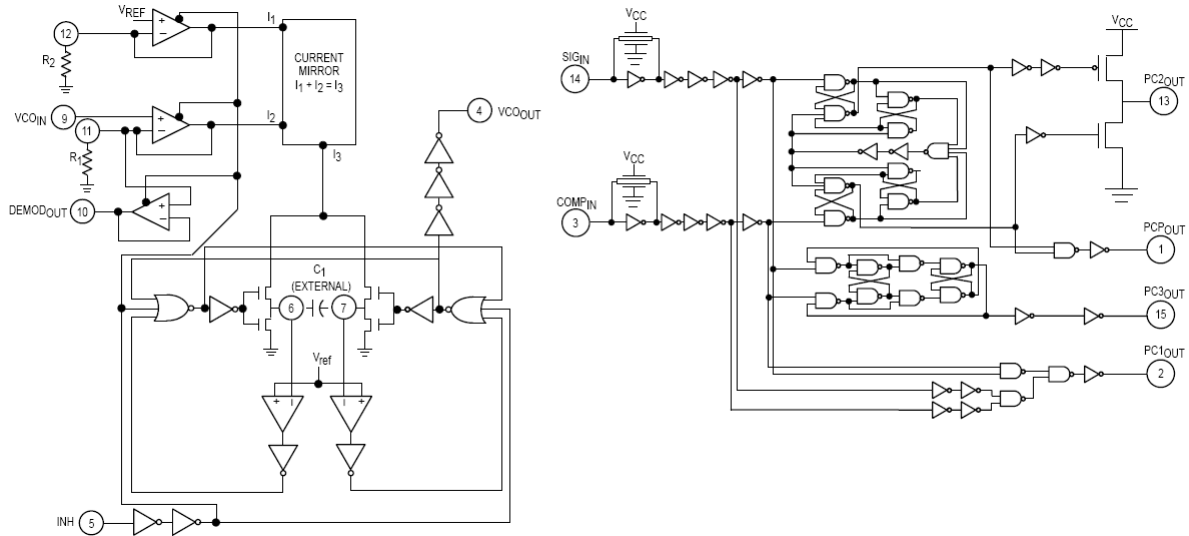 VREF
12
R2
I1
CURRENT
MIRROR
I1 + I2 = I3
VCOIN
9
11
R1
I2
I3
4
VCOOUT
DEMODOUT
10
C1
(EXTERNAL)
6
7
Vref
+
–
I
+
I
+
INH
5
VCC
SIGIN
14
VCC
PC2OUT
13
VCC
COMPIN
3
PCPOUT
1
PC3OUT
15
PC1OUT
2